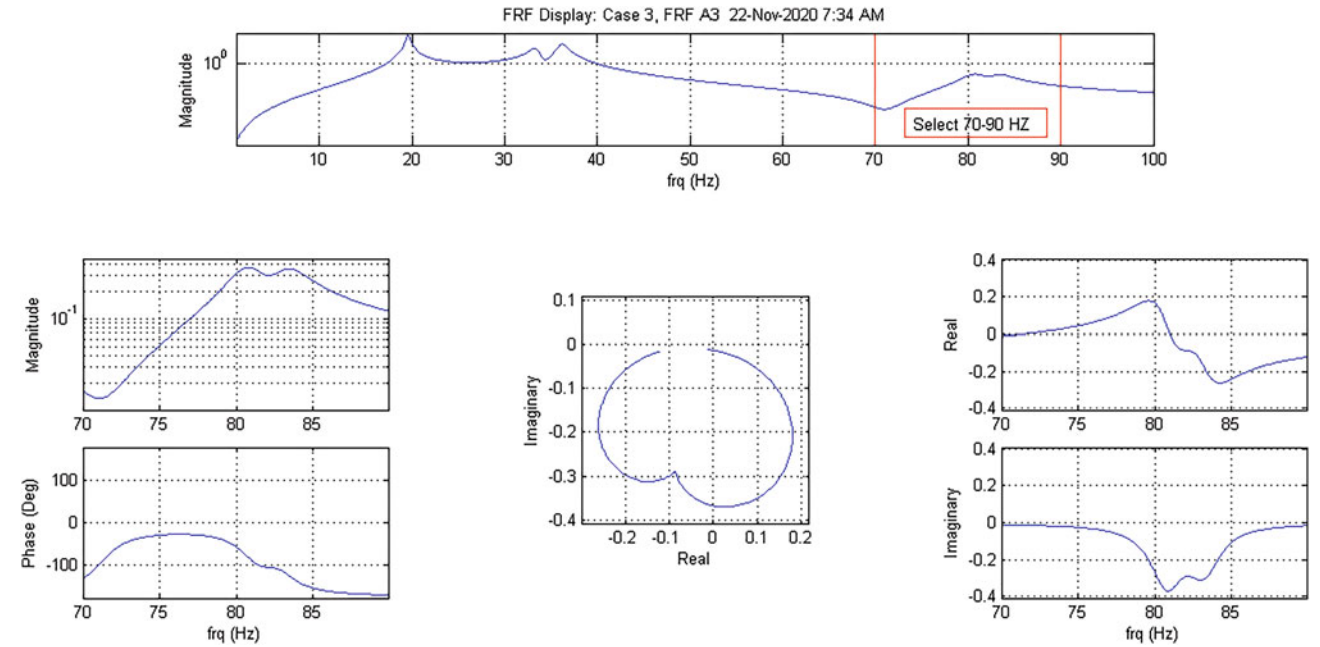 FRF Display: Case 3, FRF A3 22-Nov-2020 7:34 AM
Magnitude
10^0
Select 70-90 HZ
10 20 30 40 50 60 70 80 90 100
frq (Hz)
Magnitude
10^-1
70 75 80 85
Phase (Deg)
100
0
-100
70 75 80 85
frq (Hz)
Imaginary
0.1
0
-0.1
-0.2
-0.3
-0.4
-0.2 -0.1 0 0.1 0.2
Real
Real
0.4
0.2
0
-0.2
-0.4
70 75 80 85
Imaginary
0.4
0.2
0
-0.2
-0.4
70 75 80 85
frq (Hz)